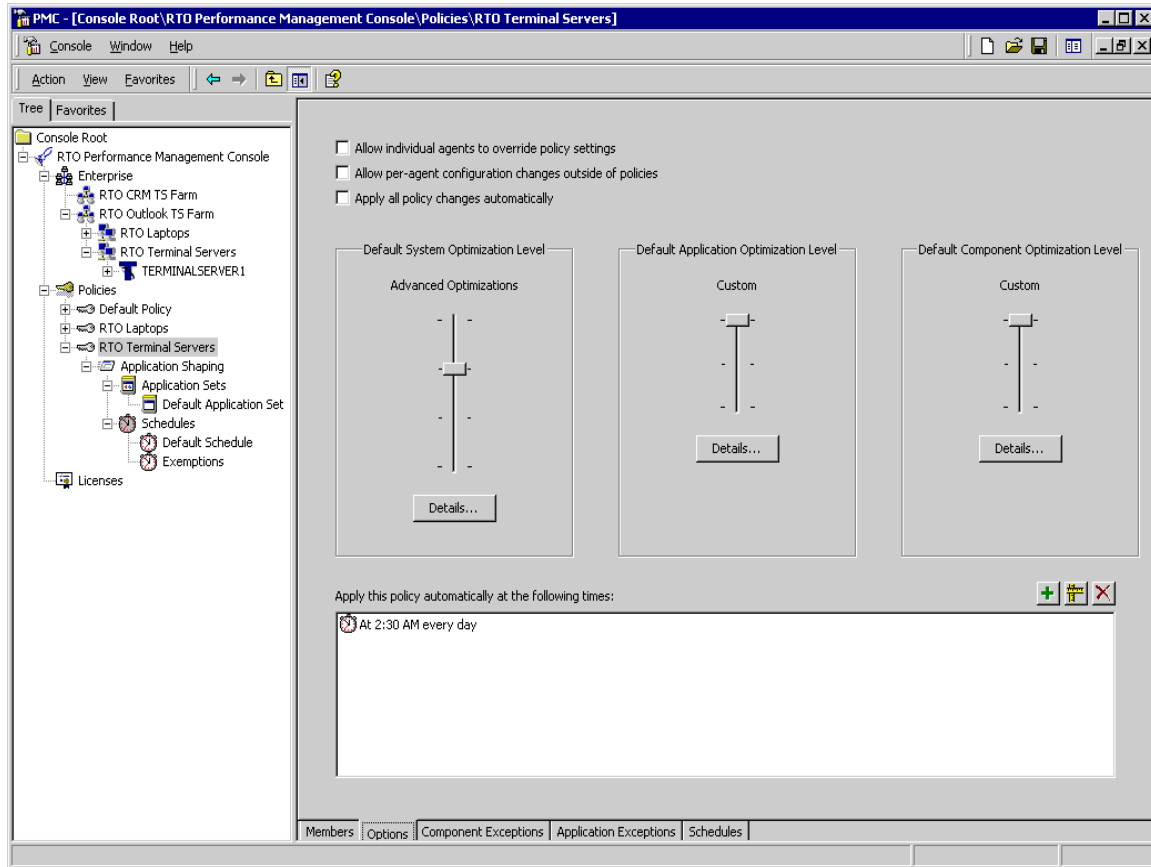 PMC - [Console Root\RTO Performance Management Console\Policies\RTO Terminal Servers]
Console Window Help
Action View Favorites
Tree Favorites
Console Root
RTO Performance Management Console
Enterprise
RTO CRM TS Farm
RTO Outlook TS Farm
RTO Laptops
RTO Terminal Servers
TERMINALSERVER1
Policies
Default Policy
RTO Laptops
RTO Terminal Servers
Application Shaping
Application Sets
Default Application Set
Schedules
Default Schedule
Exemptions
Licenses
Allow individual agents to override policy settings
Allow per-agent configuration changes outside of policies
Apply all policy changes automatically
Default System Optimization Level
Advanced Optimizations
Details...
Default Application Optimization Level
Custom
Details...
Default Component Optimization Level
Custom
Details...
Apply this policy automatically at the following times:
At 2:30 AM every day
Members Options Component Exceptions Application Exceptions Schedules